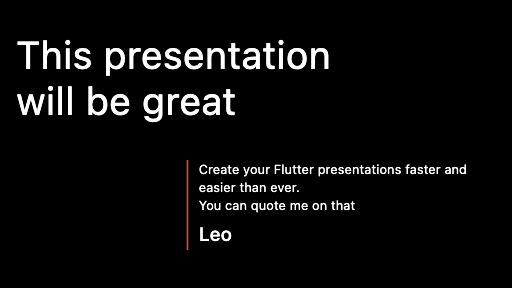 This presentation
will be great
Create your Flutter presentations faster and
easier than ever.
You can quote me on that
Leo